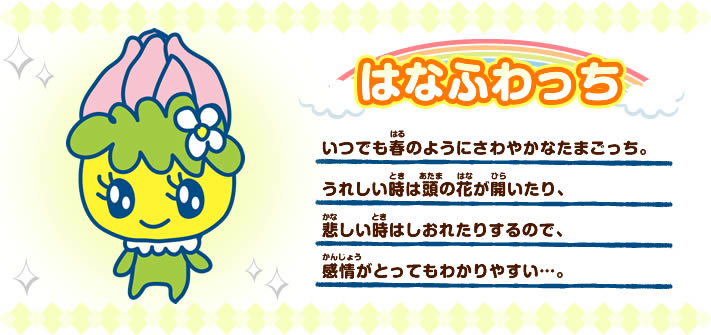 はなふわっち
いつでも春のようにさわやかなたまごっち。
うれしい時は頭の花が開いたり、
悲しい時はしおれたりするので、
感情がとってもわかりやすい…。